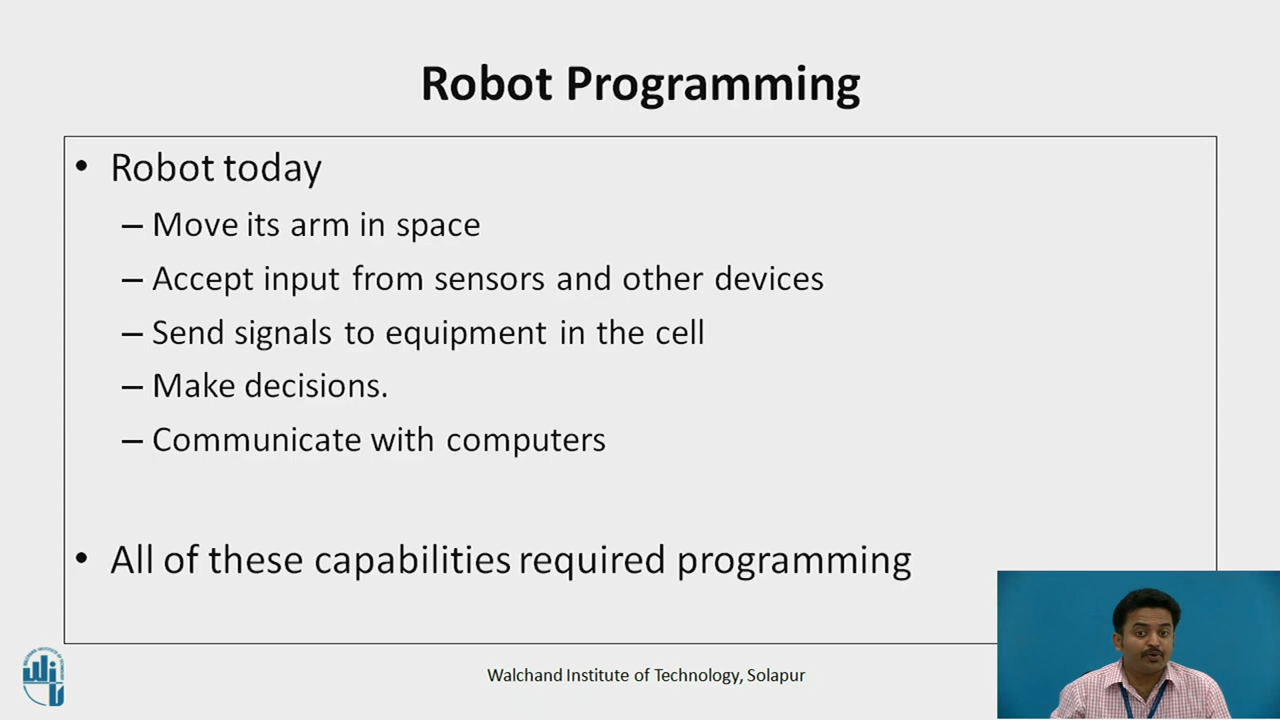 Robot Programming
• Robot today
– Move its arm in space
– Accept input from sensors and other devices
– Send signals to equipment in the cell
– Make decisions.
– Communicate with computers
• All of these capabilities required programming
Walchand Institute of Technology, Solapur